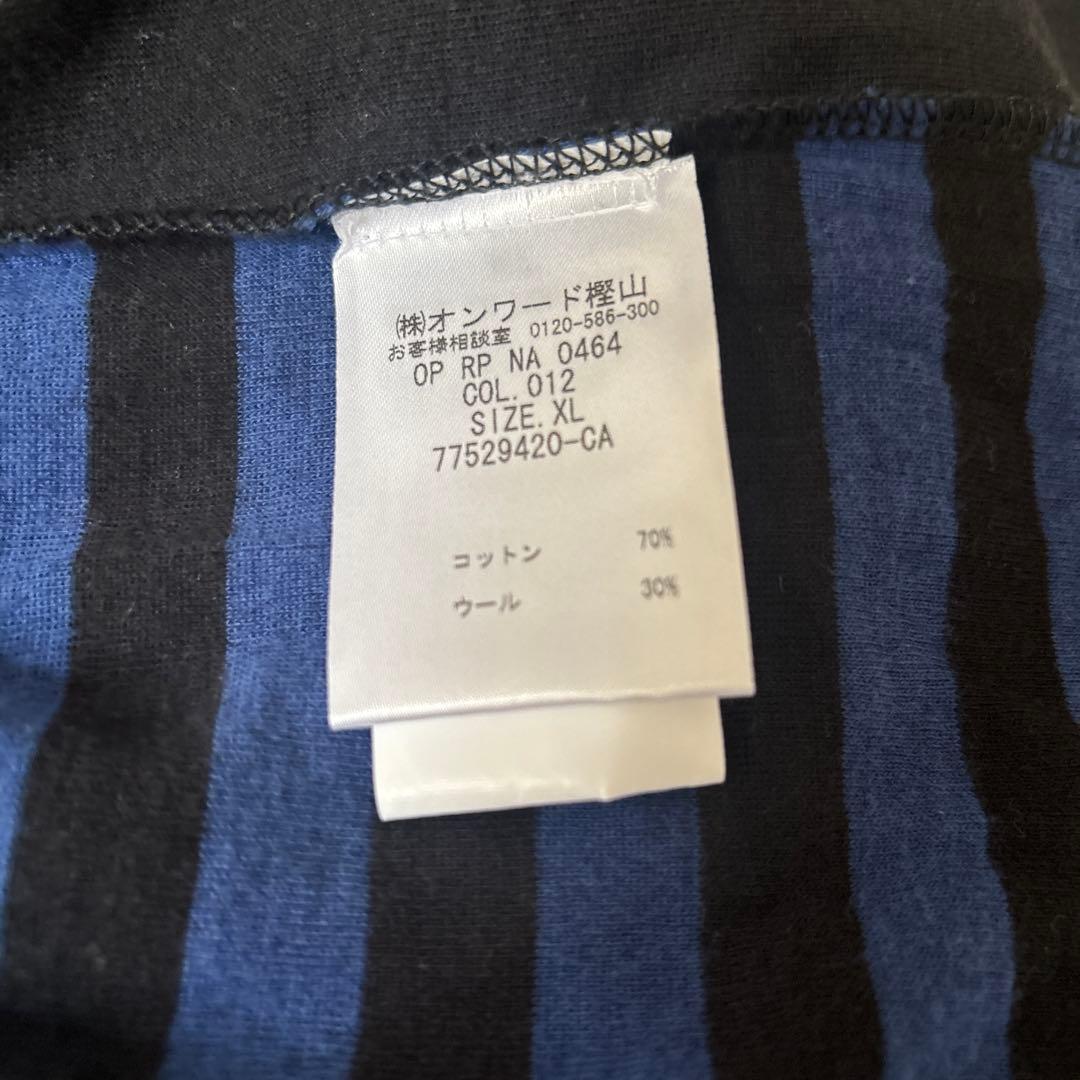 ㈱オンワード樫山
お客様相談室 0120-586-300
OP RP NA 0464
COL.012
SIZE.XL
77529420-CA
コットン 70%
ウール 30%